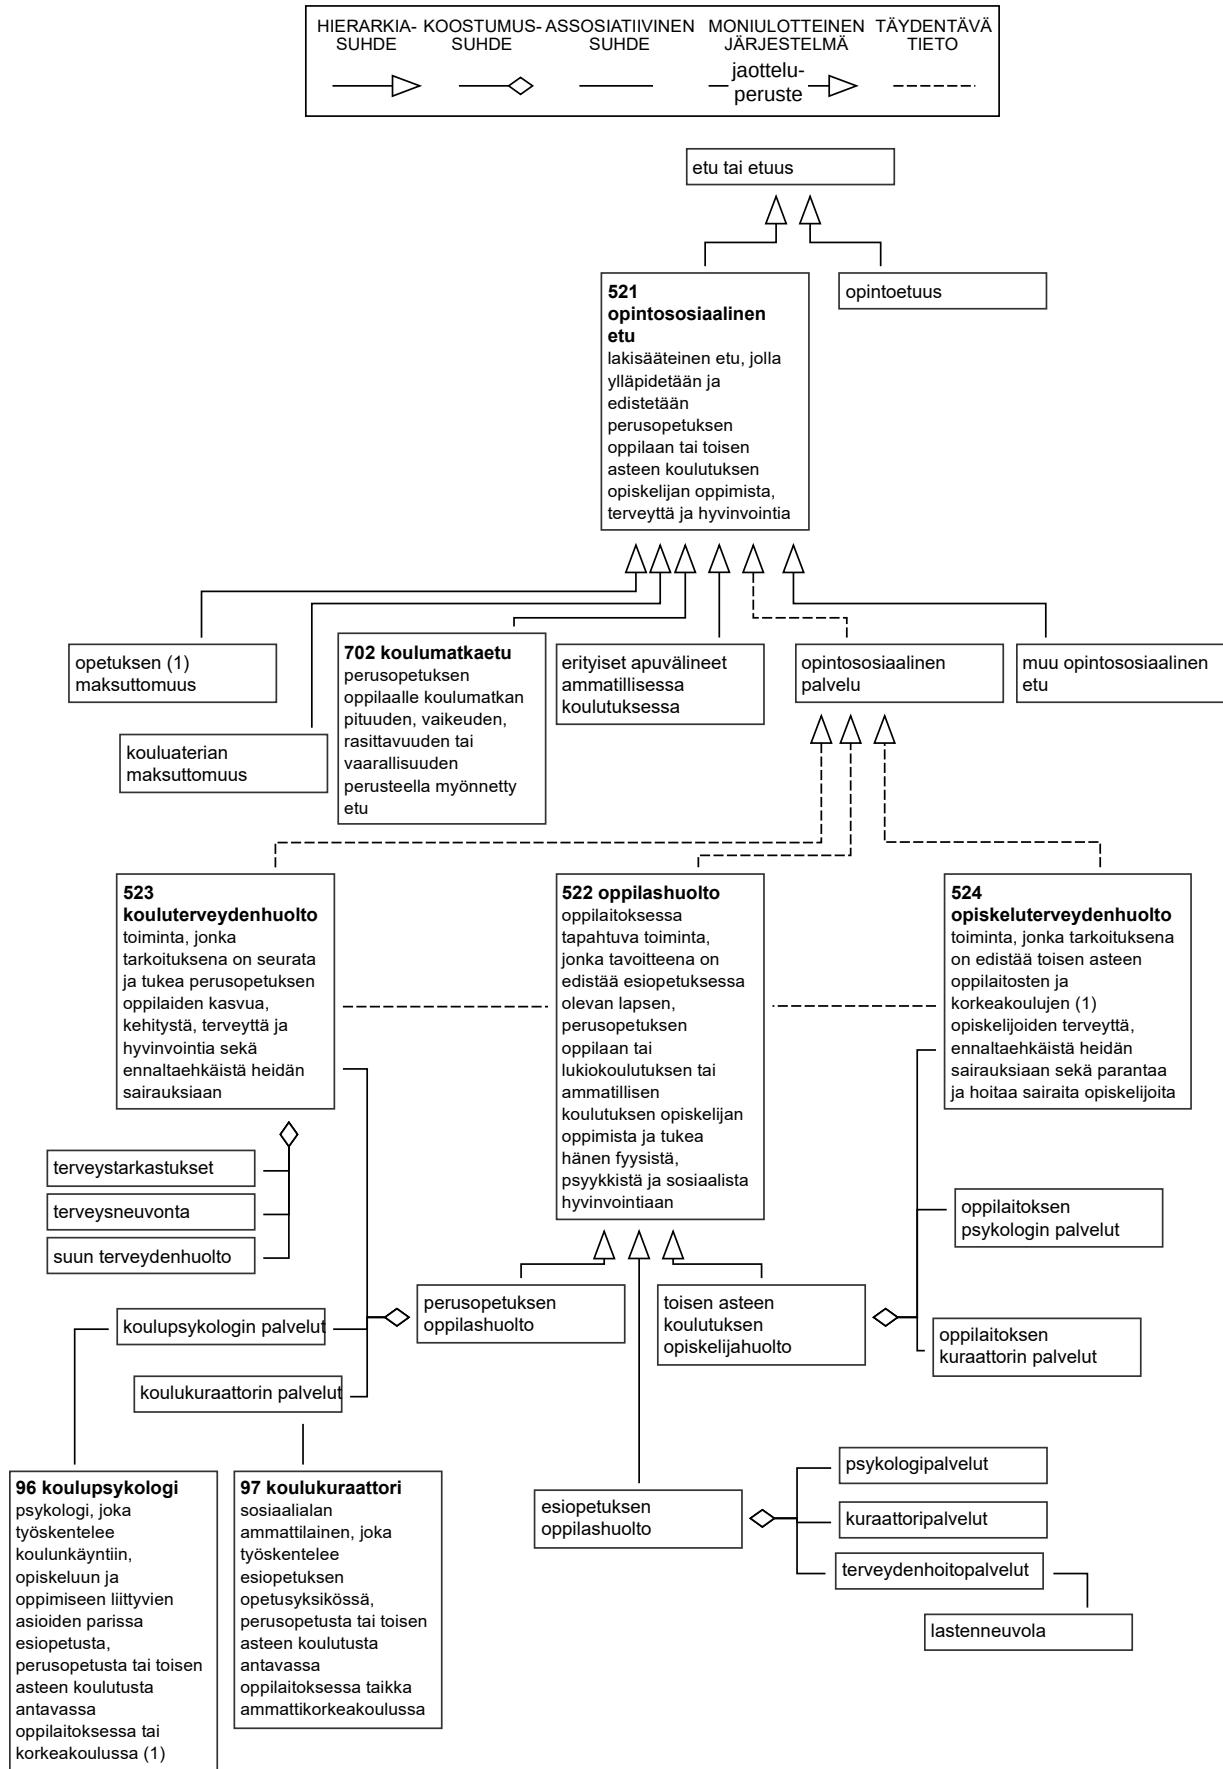 HIERARKIA-
SUHDE
KOOSTUMUS-
SUHDE
ASSOSIATIIVINEN
SUHDE
MONIULOTTEINEN
JÄRJESTELMÄ
TÄYDENTÄVÄ
TIETO
jaottelu-
peruste
etu tai etuus
521
opintososiaalinen
etu
lakisääteinen etu, jolla
ylläpidetään ja
edistetään
perusopetuksen
oppilaan tai toisen
asteen koulutuksen
opiskelijan oppimista,
terveyttä ja hyvinvointia
opintoetuus
opetuksen (1)
maksuttomuus
kouluaterian
maksuttomuus
702 koulumatkaetu
perusopetuksen
oppilaalle koulumatkan
pituuden, vaikeuden,
rasittavuuden tai
vaarallisuuden
perusteella myönnetty
etu
erityiset apuvälineet
ammatillisessa
koulutuksessa
opintososiaalinen
palvelu
muu opintososiaalinen
etu
523
kouluterveydenhuolto
toiminta, jonka
tarkoituksena on seurata
ja tukea perusopetuksen
oppilaiden kasvua,
kehitystä, terveyttä ja
hyvinvointia sekä
ennaltaehkäistä heidän
sairauksiaan
522 oppilashuolto
oppilaitoksessa
tapahtuva toiminta,
jonka tavoitteena on
edistää esiopetuksessa
olevan lapsen,
perusopetuksen
oppilaan tai
lukiokoulutuksen tai
ammatillisen
koulutuksen opiskelijan
oppimista ja tukea
hänen fyysistä,
psyykkistä ja sosiaalista
hyvinvointiaan
524
opiskeluterveydenhuolto
toiminta, jonka tarkoituksena
on edistää toisen asteen
oppilaitosten ja
korkeakoulujen (1)
opiskelijoiden terveyttä,
ennaltaehkäistä heidän
sairauksiaan sekä parantaa
ja hoitaa sairaita opiskelijoita
terveystarkastukset
terveysneuvonta
suun terveydenhuolto
oppilaitoksen
psykologin palvelut
perusopetuksen
oppilashuolto
toisen asteen
koulutuksen
opiskelijahuolto
koulupsykologin palvelut
oppilaitoksen
kuraattorin palvelut
koulukuraattorin palvelut
96 koulupsykologi
psykologi, joka
työskentelee
koulunkäyntiin,
opiskeluun ja
oppimiseen liittyvien
asioiden parissa
esiopetusta,
perusopetusta tai toisen
asteen koulutusta
antavassa
oppilaitoksessa tai
korkeakoulussa (1)
97 koulukuraattori
sosiaalialan
ammattilainen, joka
työskentelee
esiopetuksen
opetusyksikössä,
perusopetusta tai toisen
asteen koulutusta
antavassa
oppilaitoksessa taikka
ammattikorkeakoulussa
esiopetuksen
oppilashuolto
psykologipalvelut
kuraattoripalvelut
terveydenhoitopalvelut
lastenneuvola